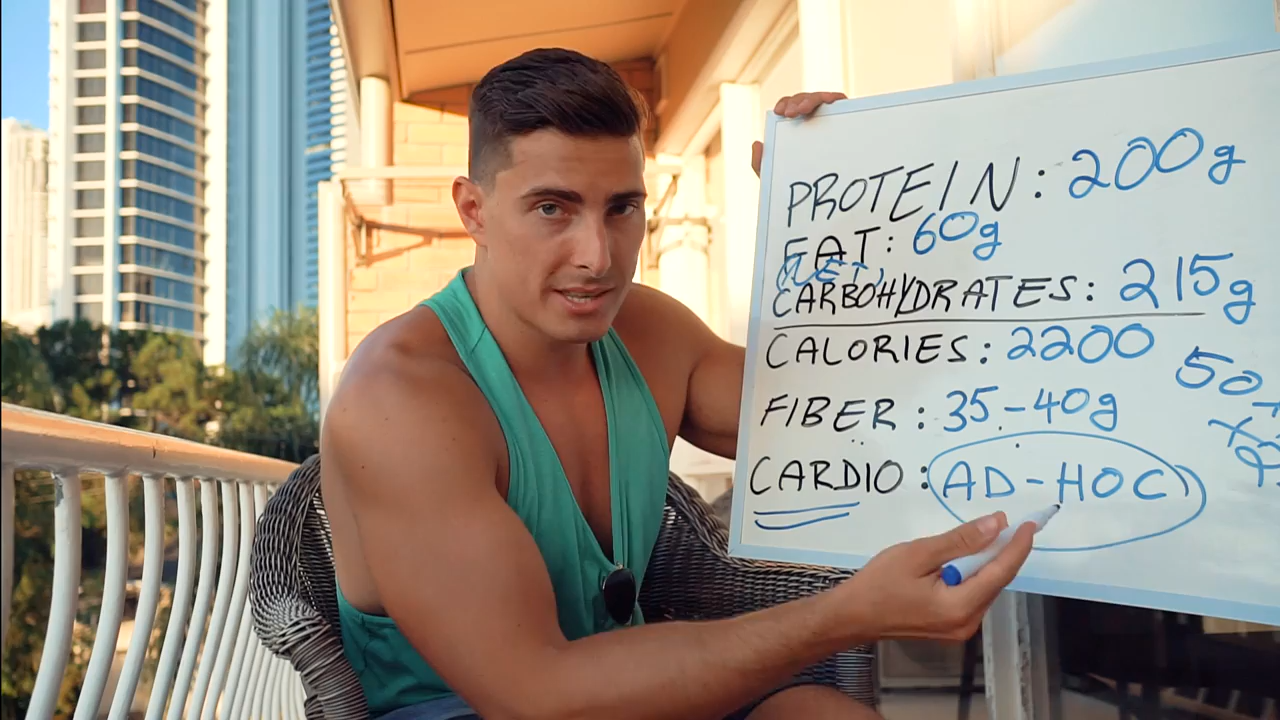 PROTEIN: 200g
FAT: 60g
(NET)
CARBOHYDRATES: 215g
CALORIES: 2200
50
FIBER: 35-40g
CARDIO: AD-HOC